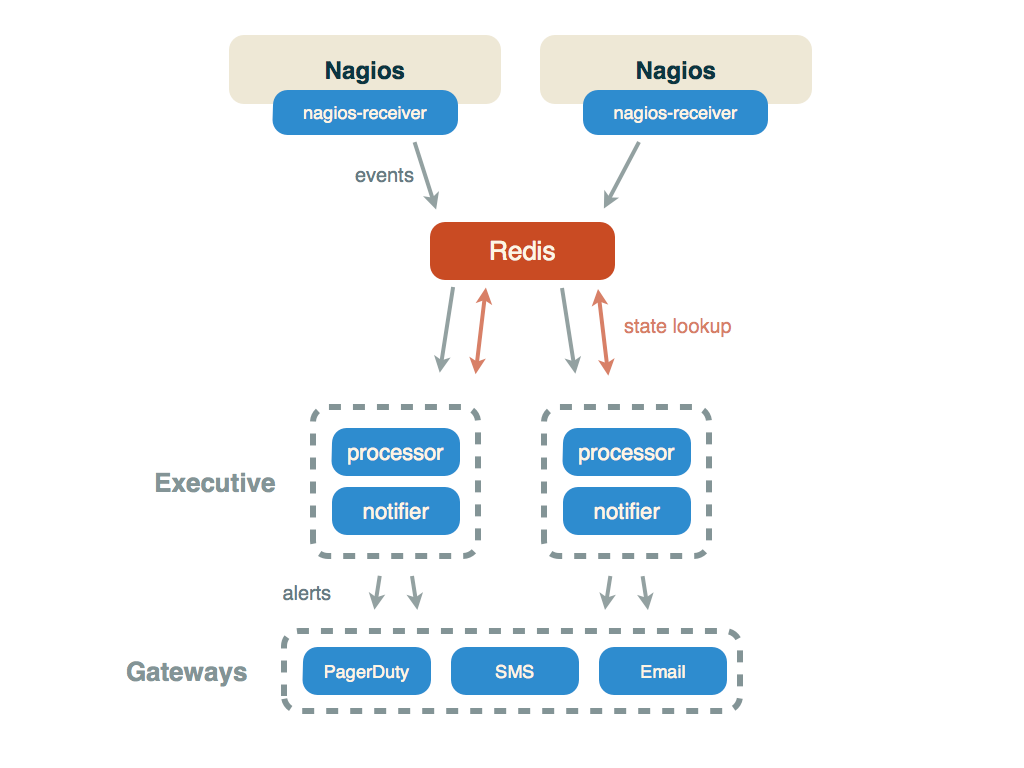 Nagios
Nagios
nagios-receiver
nagios-receiver
events
Redis
state lookup
processor
processor
Executive
notifier
notifier
alerts
Gateways
PagerDuty
SMS
Email